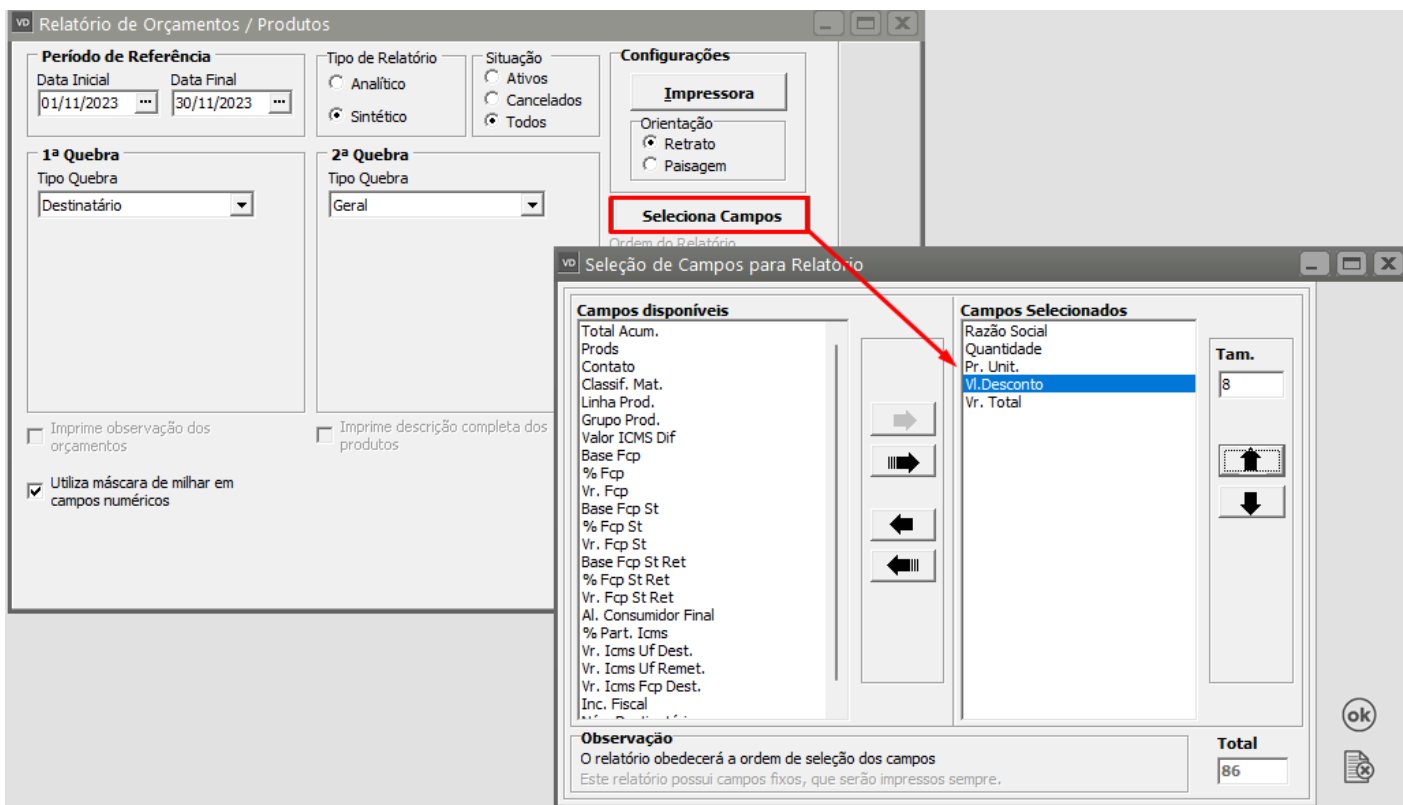 VD Relatório de Orçamentos / Produtos
Período de Referência
Data Inicial Data Final
01/11/2023 ... 30/11/2023 ...
Tipo de Relatório
Analítico
Sintético
Situação
Ativos
Cancelados
Todos
Configurações
Impressora
Orientação
Retrato
Paisagem
1ª Quebra
Tipo Quebra
Destinatário
2ª Quebra
Tipo Quebra
Geral
Seleciona Campos
Ordem do Relatório
Imprime observação dos
orçamentos
Imprime descrição completa dos
produtos
Utiliza máscara de milhar em
campos numéricos
VD Seleção de Campos para Relatório
Campos disponíveis
Total Acum.
Prods
Contato
Classif. Mat.
Linha Prod.
Grupo Prod.
Valor ICMS Dif
Base Fcp
% Fcp
Vr. Fcp
Base Fcp St
% Fcp St
Vr. Fcp St
Base Fcp St Ret
% Fcp St Ret
Vr. Fcp St Ret
Al. Consumidor Final
% Part. Icms
Vr. Icms Uf Dest.
Vr. Icms Uf Remet.
Vr. Icms Fcp Dest.
Inc. Fiscal
Campos Selecionados
Razão Social
Quantidade
Pr. Unit.
Vl.Desconto
Vr. Total
Tam.
8
Observação
O relatório obedecerá a ordem de seleção dos campos
Este relatório possui campos fixos, que serão impressos sempre.
Total
86
ok